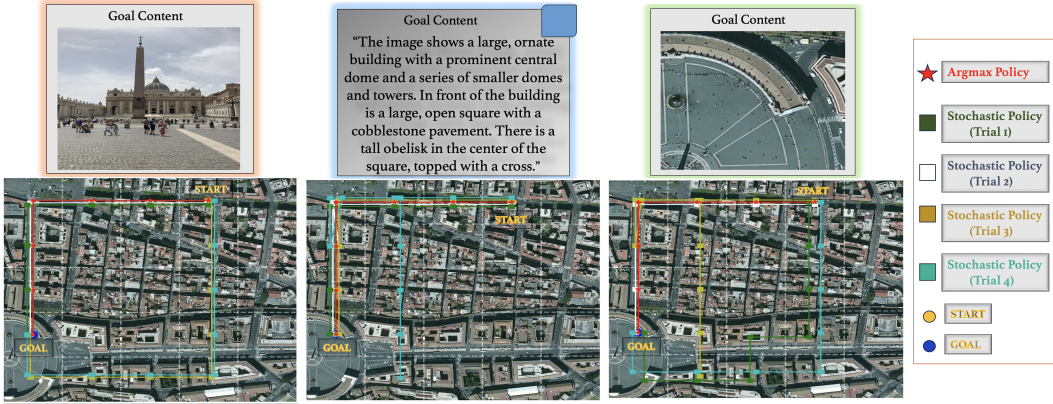 Goal Content
Goal Content
“The image shows a large, ornate
building with a prominent central
dome and a series of smaller domes
and towers. In front of the building
is a large, open square with a
cobblestone pavement. There is a
tall obelisk in the center of the
square, topped with a cross.”
Goal Content
START
GOAL
START
GOAL
START
GOAL
Argmax Policy
Stochastic Policy
(Trial 1)
Stochastic Policy
(Trial 2)
Stochastic Policy
(Trial 3)
Stochastic Policy
(Trial 4)
START
GOAL